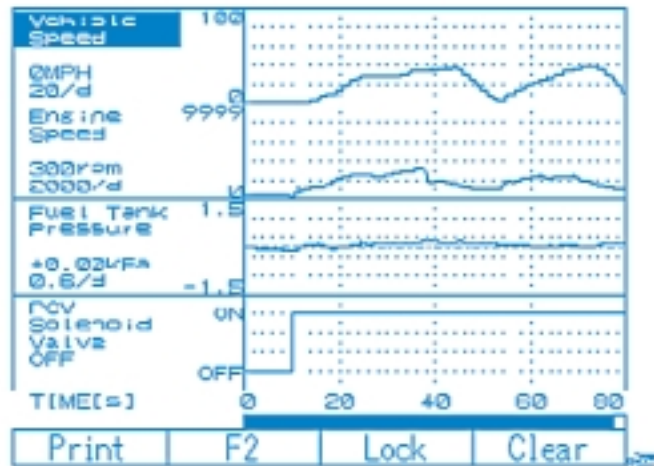 Vehicle 100
Speed
0MPH
20/d 0
Engine 9999
Speed
300rpm
2000/d 0
Fuel Tank 1.5
Pressure
+0.02kPa
0.6/d -1.5
PCV ON
Solenoid
Valve
OFF OFF
TIME[s] 0 20 40 60 80
Print F2 Lock Clear